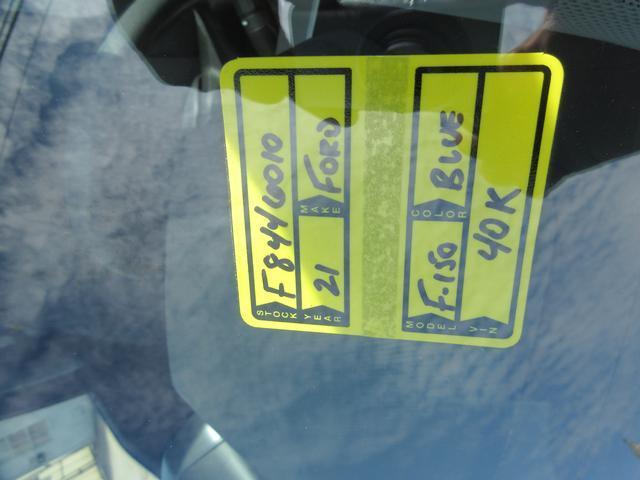 STOCK F8446010
YEAR 21 MAKE FORD
MODEL F-150 COLOR BLUE
VIN 40K